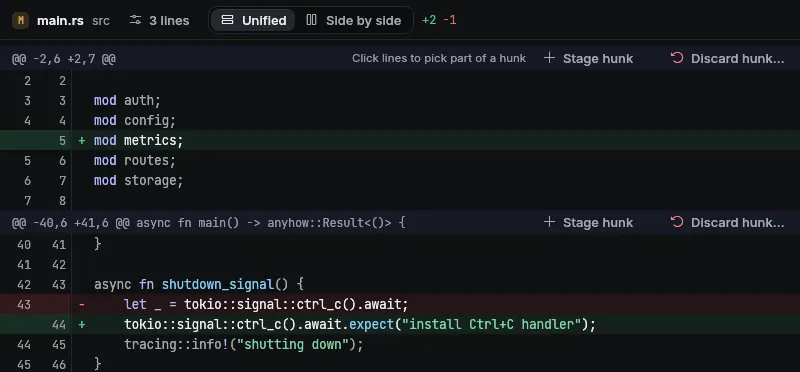 M main.rs src 3 lines Unified Side by side +2 -1
@@ -2,6 +2,7 @@ Click lines to pick part of a hunk + Stage hunk Discard hunk...
2 2
3 3 mod auth;
4 4 mod config;
5 + mod metrics;
5 6 mod routes;
6 7 mod storage;
7 8
@@ -40,6 +41,6 @@ async fn main() -> anyhow::Result<()> { + Stage hunk Discard hunk...
40 41 }
41 42
42 43 async fn shutdown_signal() {
43 - let _ = tokio::signal::ctrl_c().await;
44 + tokio::signal::ctrl_c().await.expect("install Ctrl+C handler");
44 45 tracing::info!("shutting down");
45 46 }